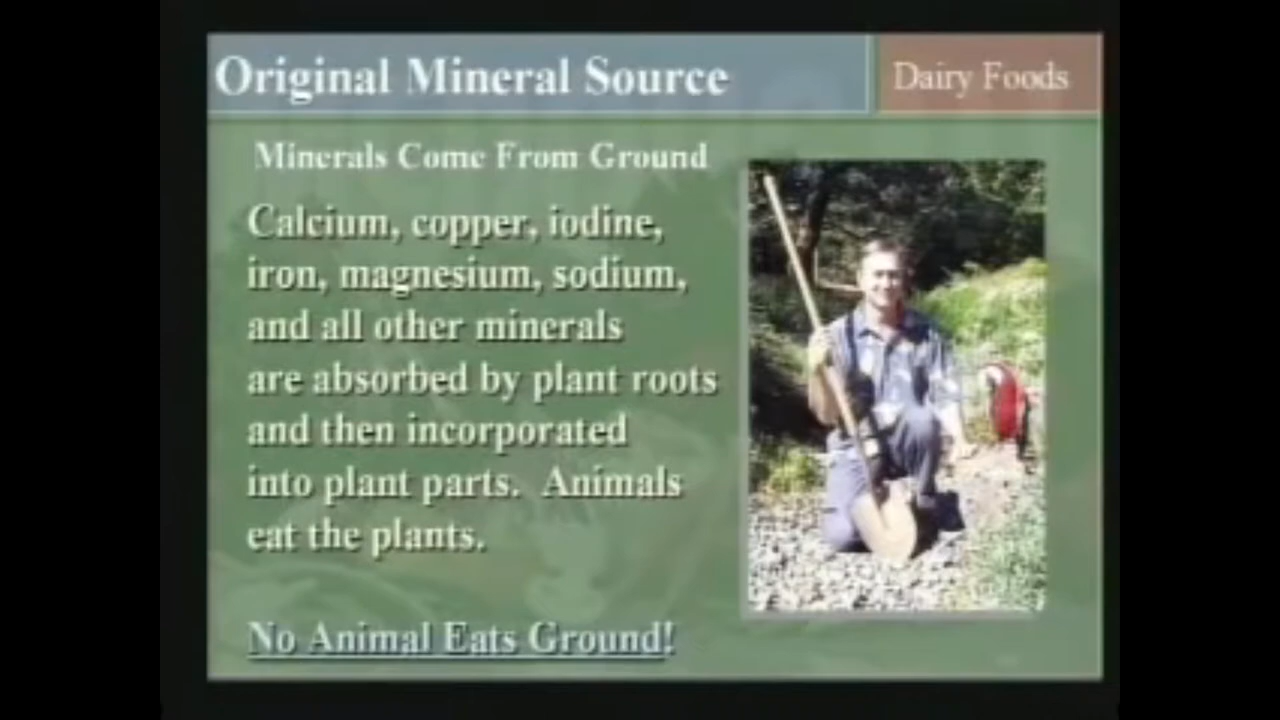 Original Mineral Source
Dairy Foods
Minerals Come From Ground
Calcium, copper, iodine,
iron, magnesium, sodium,
and all other minerals
are absorbed by plant roots
and then incorporated
into plant parts. Animals
eat the plants.
No Animal Eats Ground!